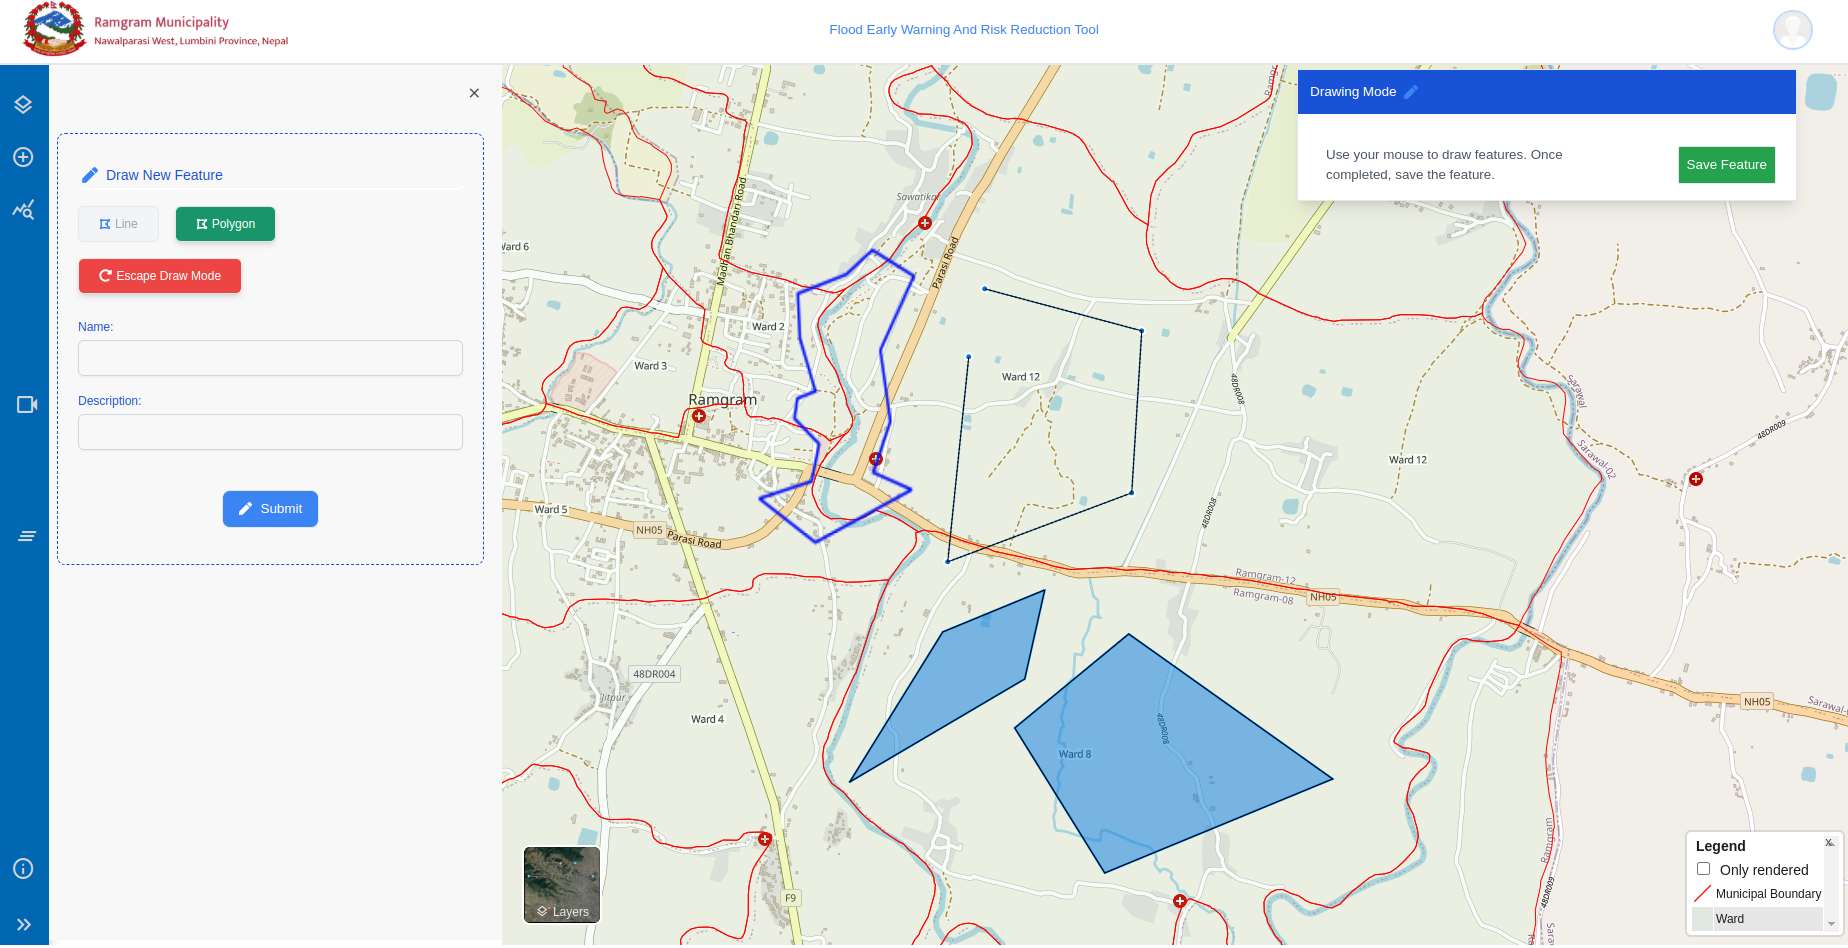 Ramgram Municipality
Nawalparasi West, Lumbini Province, Nepal
Flood Early Warning And Risk Reduction Tool
Draw New Feature
Line
Polygon
Escape Draw Mode
Name:
Description:
Submit
Drawing Mode
Use your mouse to draw features. Once
completed, save the feature.
Save Feature
Sawatikar
Ward 6
Madhan Bhandari Road
Parasi Road
Ward 2
Ward 3
Ward 12
48DR008
Sarawal
Ramgram
48DR009
Sarawal-02
Ward 12
Ward 5
NH05
Parasi Road
48DR008
Ramgram-12
Ramgram-08
NH05
48DR004
Jitpur
Ward 4
48DR008
Ward 8
NH05
Sarawal-
Ramgram
48DR009
F9
Layers
Legend
x
Only rendered
Municipal Boundary
Ward